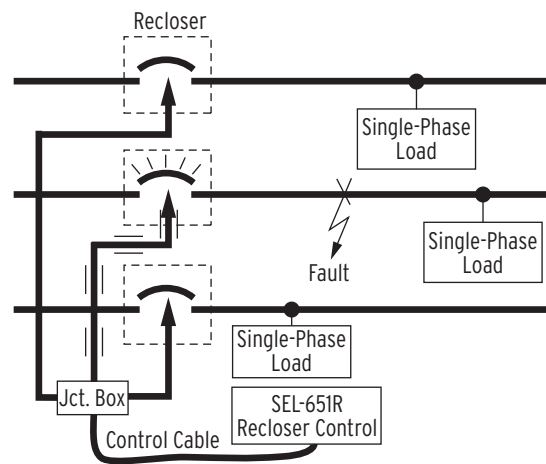 Recloser
Single-Phase
Load
Single-Phase
Load
Fault
Single-Phase
Load
Jct. Box
SEL-651R
Recloser Control
Control Cable